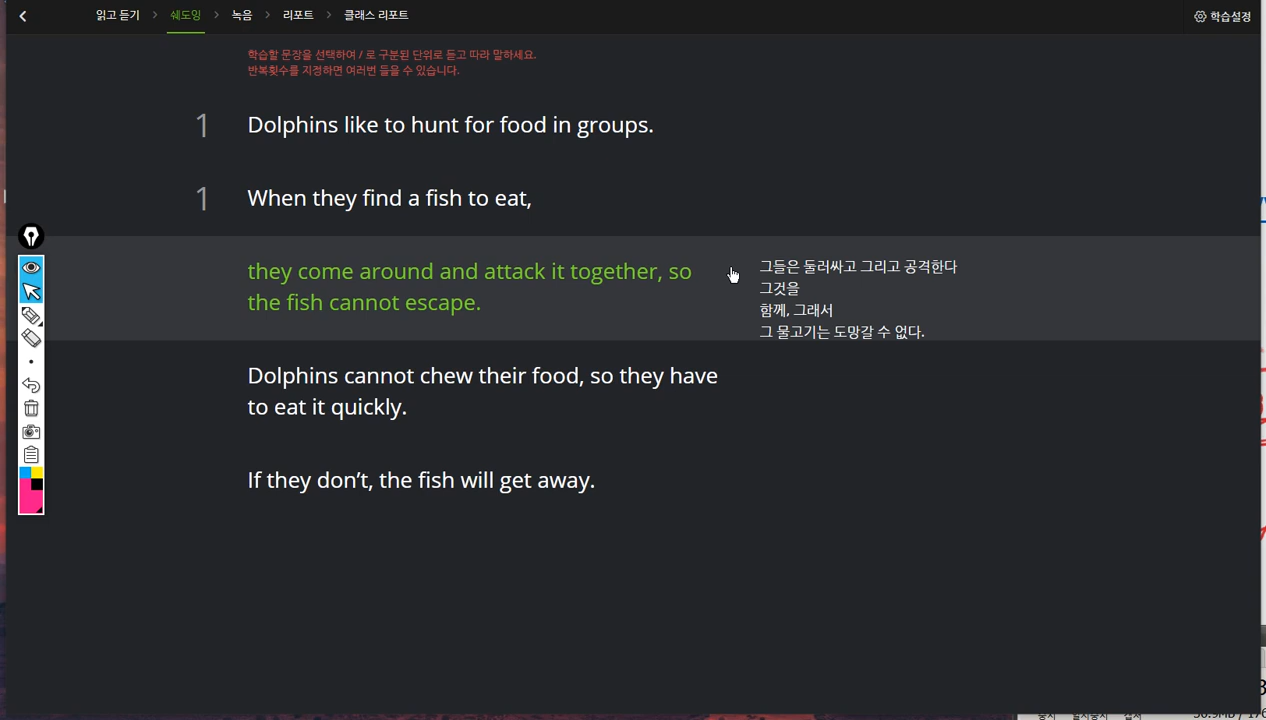 읽고 듣기 > 쉐도잉 > 녹음 > 리포트 > 클래스 리포트
학습설정
학습할 문장을 선택하여 / 로 구분된 단위로 듣고 따라 말하세요.
반복횟수를 지정하면 여러번 들을 수 있습니다.
1 Dolphins like to hunt for food in groups.
1 When they find a fish to eat,
they come around and attack it together, so
the fish cannot escape.
그들은 둘러싸고 그리고 공격한다
그것을
함께, 그래서
그 물고기는 도망갈 수 없다.
Dolphins cannot chew their food, so they have
to eat it quickly.
If they don’t, the fish will get away.